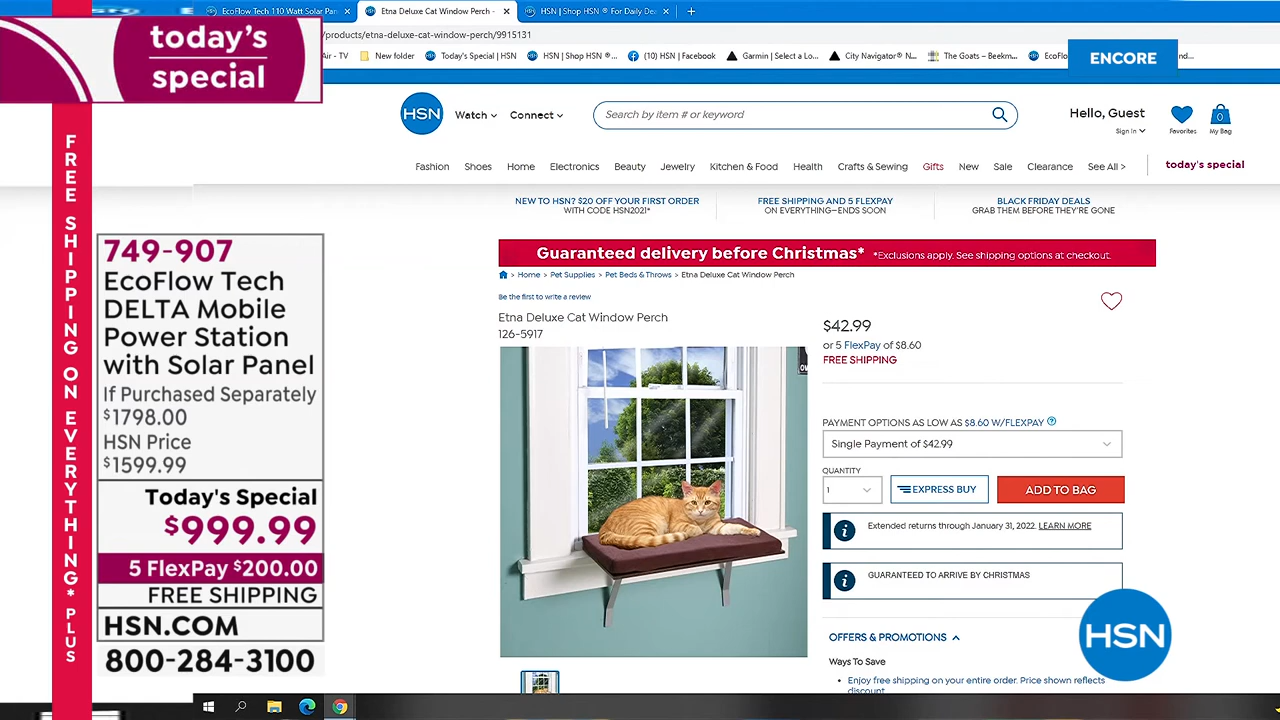 EcoFlow Tech 110 Watt Solar Pan
Etna Deluxe Cat Window Perch -
HSN | Shop HSN ® For Daily Dea
/products/etna-deluxe-cat-window-perch/9915131
Air - TV
New folder
Today's Special | HSN
HSN | Shop HSN ®...
(10) HSN | Facebook
Garmin | Select a Lo...
City Navigator® N...
The Goats – Beekm...
EcoFlo
nd...
ENCORE
today's
special
FREE SHIPPING ON EVERYTHING* PLUS
749-907
EcoFlow Tech
DELTA Mobile
Power Station
with Solar Panel
If Purchased Separately
$1798.00
HSN Price
$1599.99
Today's Special
$999.99
5 FlexPay $200.00
FREE SHIPPING
HSN.COM
800-284-3100
HSN
Watch
Connect
Search by item # or keyword
Hello, Guest
Sign In
Favorites
0
My Bag
Fashion
Shoes
Home
Electronics
Beauty
Jewelry
Kitchen & Food
Health
Crafts & Sewing
Gifts
New
Sale
Clearance
See All >
today's special
NEW TO HSN? $20 OFF YOUR FIRST ORDER
WITH CODE HSN2021*
FREE SHIPPING AND 5 FLEXPAY
ON EVERYTHING—ENDS SOON
BLACK FRIDAY DEALS
GRAB THEM BEFORE THEY'RE GONE
Guaranteed delivery before Christmas* *Exclusions apply. See shipping options at checkout.
> Home > Pet Supplies > Pet Beds & Throws > Etna Deluxe Cat Window Perch
Be the first to write a review
Etna Deluxe Cat Window Perch
126-5917
$42.99
or 5 FlexPay of $8.60
FREE SHIPPING
PAYMENT OPTIONS AS LOW AS $8.60 W/FLEXPAY
Single Payment of $42.99
QUANTITY
1
EXPRESS BUY
ADD TO BAG
Extended returns through January 31, 2022. LEARN MORE
GUARANTEED TO ARRIVE BY CHRISTMAS
OFFERS & PROMOTIONS
Ways To Save
• Enjoy free shipping on your entire order. Price shown reflects
discount.
HSN